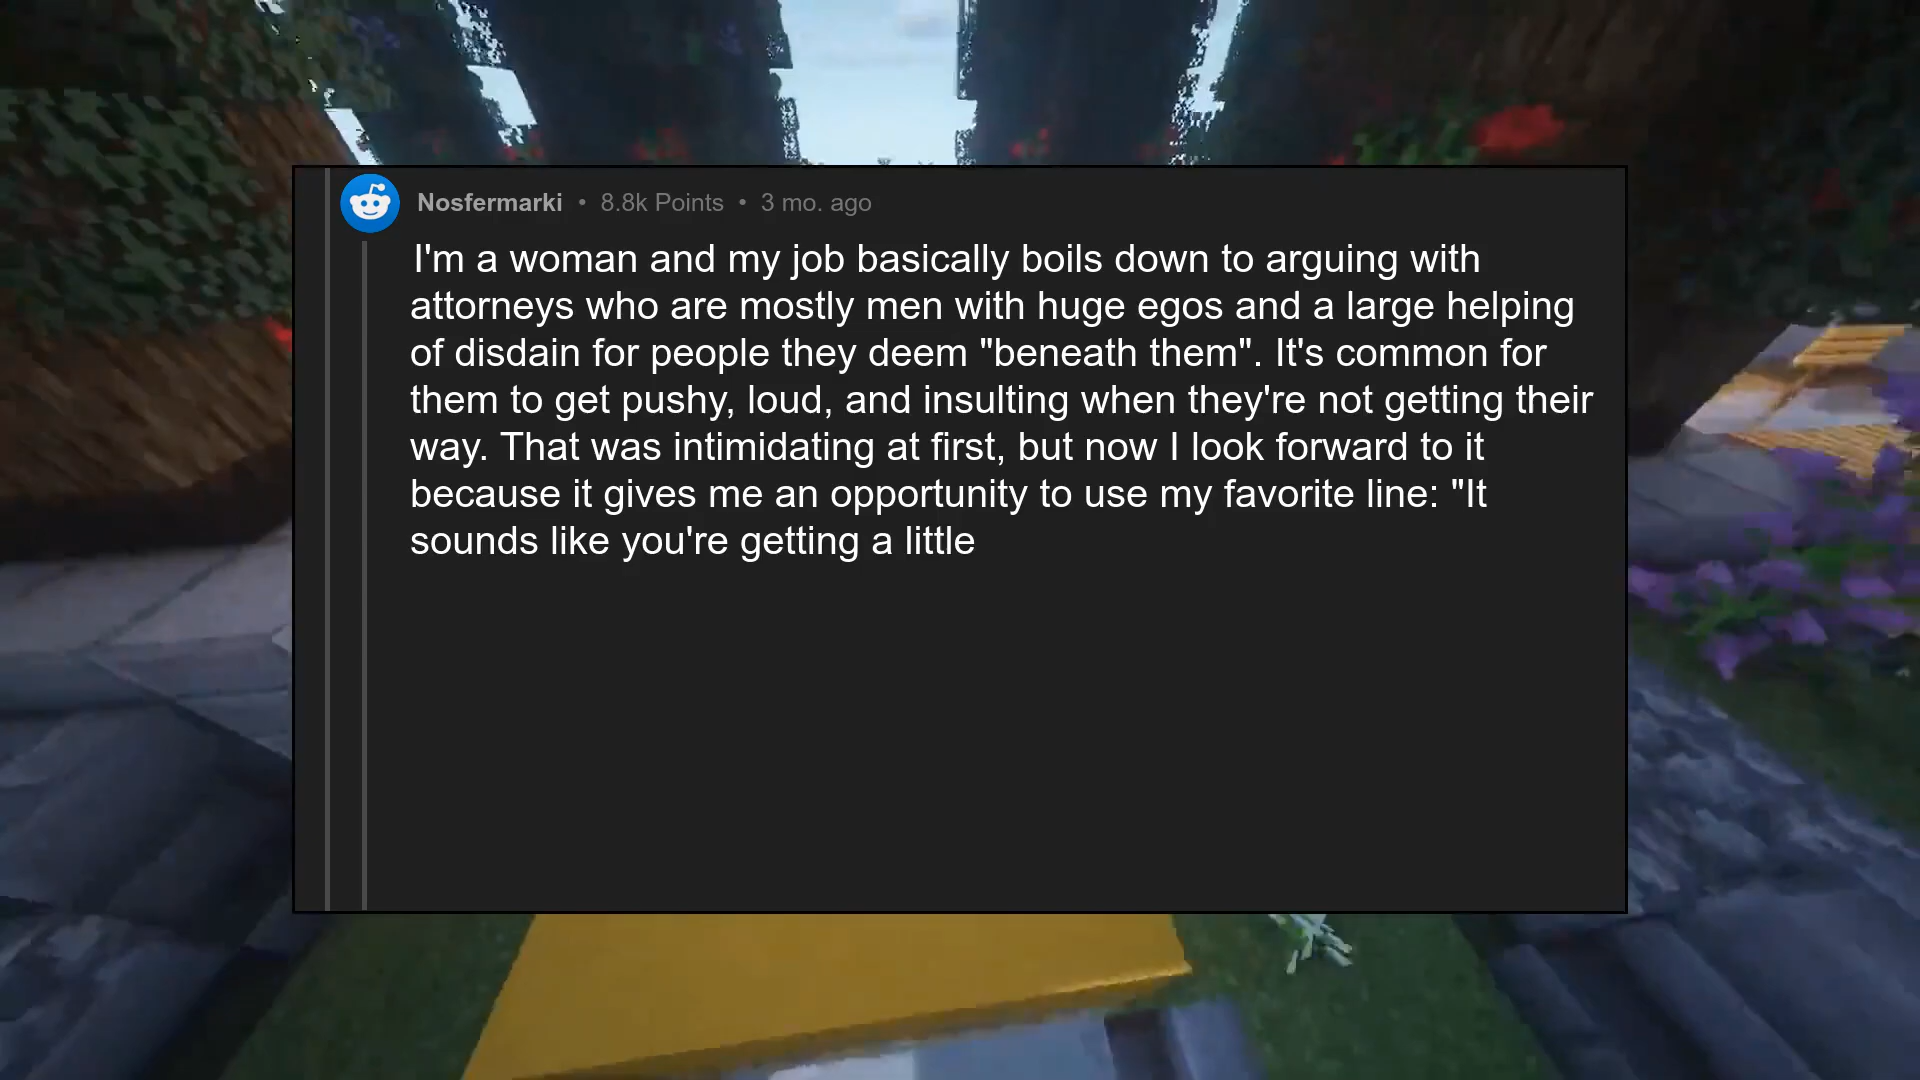 Nosfermarki • 8.8k Points • 3 mo. ago
I'm a woman and my job basically boils down to arguing with
attorneys who are mostly men with huge egos and a large helping
of disdain for people they deem "beneath them". It's common for
them to get pushy, loud, and insulting when they're not getting their
way. That was intimidating at first, but now I look forward to it
because it gives me an opportunity to use my favorite line: "It
sounds like you're getting a little